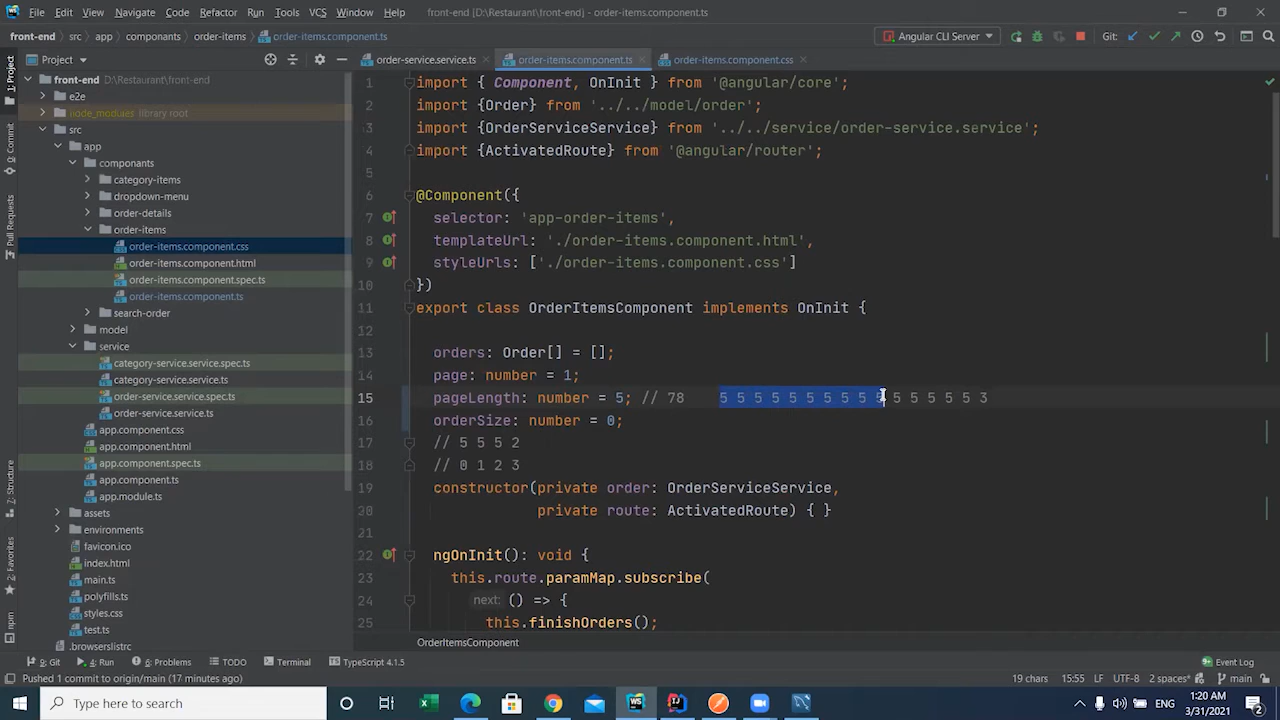 File Edit View Navigate Code Refactor Run Tools VCS Window Help front-end [D:\Restaurant\front-end] - order-items.component.ts
front-end src app componants order-items order-items.component.ts Angular CLI Server Git:
Project order-service.service.ts order-items.component.ts order-items.component.css
1: Project
0: Commit
Pull Requests
Z: Structure
2: Favorites
npm
front-end D:\Restaurant\front-end
e2e
node_modules library root
src
app
componants
category-items
dropdown-menu
order-details
order-items
order-items.component.css
order-items.component.html
order-items.component.spec.ts
order-items.component.ts
search-order
model
service
category-service.service.spec.ts
category-service.service.ts
order-service.service.spec.ts
order-service.service.ts
app.component.css
app.component.html
app.component.spec.ts
app.component.ts
app.module.ts
assets
environments
favicon.ico
index.html
main.ts
polyfills.ts
styles.css
test.ts
.browserslistrc
1 import { Component, OnInit } from '@angular/core';
2 import {Order} from '../../model/order';
3 import {OrderServiceService} from '../../service/order-service.service';
4 import {ActivatedRoute} from '@angular/router';
5
6 @Component({
7 selector: 'app-order-items',
8 templateUrl: './order-items.component.html',
9 styleUrls: ['./order-items.component.css']
10 })
11 export class OrderItemsComponent implements OnInit {
12
13 orders: Order[] = [];
14 page: number = 1;
15 pageLength: number = 5; // 78 5 5 5 5 5 5 5 5 5 5 5 5 5 5 5 3
16 orderSize: number = 0;
17 // 5 5 5 2
18 // 0 1 2 3
19 constructor(private order: OrderServiceService,
20 private route: ActivatedRoute) { }
21
22 ngOnInit(): void {
23 this.route.paramMap.subscribe(
24 next: () => {
25 this.finishOrders();
OrderItemsComponent
9: Git 4: Run 6: Problems TODO Terminal TypeScript 4.1.5 Event Log
Pushed 1 commit to origin/main (17 minutes ago) 19 chars 15:55 LF UTF-8 2 spaces* main
Type here to search ENG 1:20 AM 3/31/2021